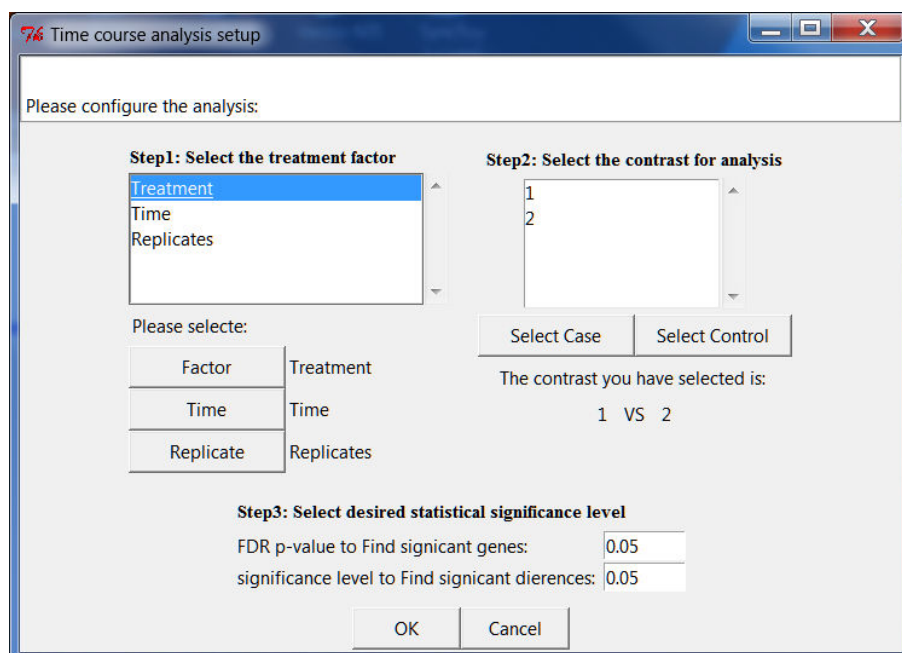 Time course analysis setup
Please configure the analysis:
Step1: Select the treatment factor
Treatment
Time
Replicates
Please selecte:
Factor Treatment
Time Time
Replicate Replicates
Step2: Select the contrast for analysis
1
2
Select Case Select Control
The contrast you have selected is:
1 VS 2
Step3: Select desired statistical significance level
FDR p-value to Find signicant genes: 0.05
significance level to Find signicant dierences: 0.05
OK Cancel